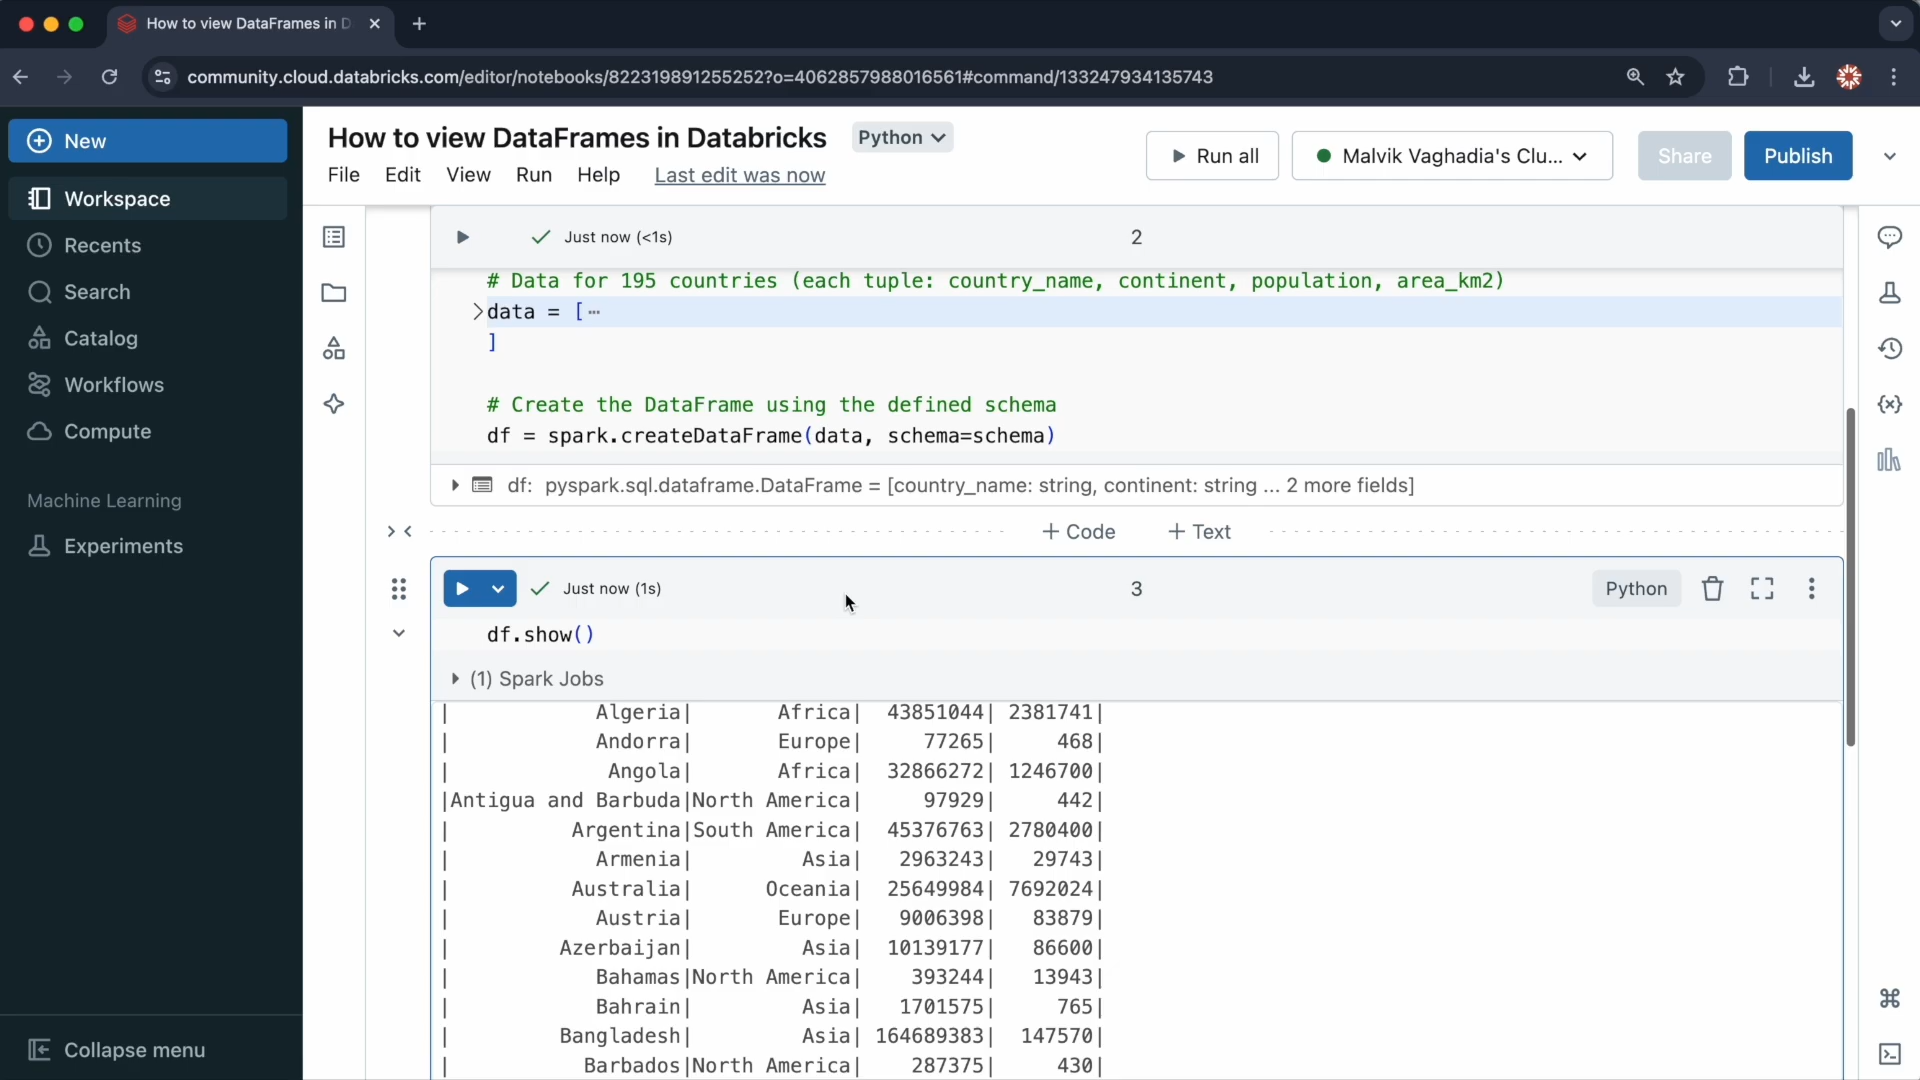 How to view DataFrames in D
community.cloud.databricks.com/editor/notebooks/822319891255252?o=4062857988016561#command/133247934135743
New
Workspace
Recents
Search
Catalog
Workflows
Compute
Machine Learning
Experiments
Collapse menu
How to view DataFrames in Databricks Python
File Edit View Run Help Last edit was now
Run all Malvik Vaghadia's Clu... Share Publish
Just now (<1s) 2
# Data for 195 countries (each tuple: country_name, continent, population, area_km2)
data = [ ⋯
]
# Create the DataFrame using the defined schema
df = spark.createDataFrame(data, schema=schema)
df: pyspark.sql.dataframe.DataFrame = [country_name: string, continent: string ... 2 more fields]
+ Code + Text
Just now (1s) 3 Python
df.show()
(1) Spark Jobs
|            Algeria|       Africa|  43851044| 2381741|
|            Andorra|       Europe|     77265|     468|
|             Angola|       Africa|  32866272| 1246700|
|Antigua and Barbuda|North America|     97929|     442|
|          Argentina|South America|  45376763| 2780400|
|            Armenia|         Asia|   2963243|   29743|
|          Australia|      Oceania|  25649984| 7692024|
|            Austria|       Europe|   9006398|   83879|
|         Azerbaijan|         Asia|  10139177|   86600|
|            Bahamas|North America|    393244|   13943|
|            Bahrain|         Asia|   1701575|     765|
|         Bangladesh|         Asia| 164689383|  147570|
|           Barbados|North America|    287375|     430|